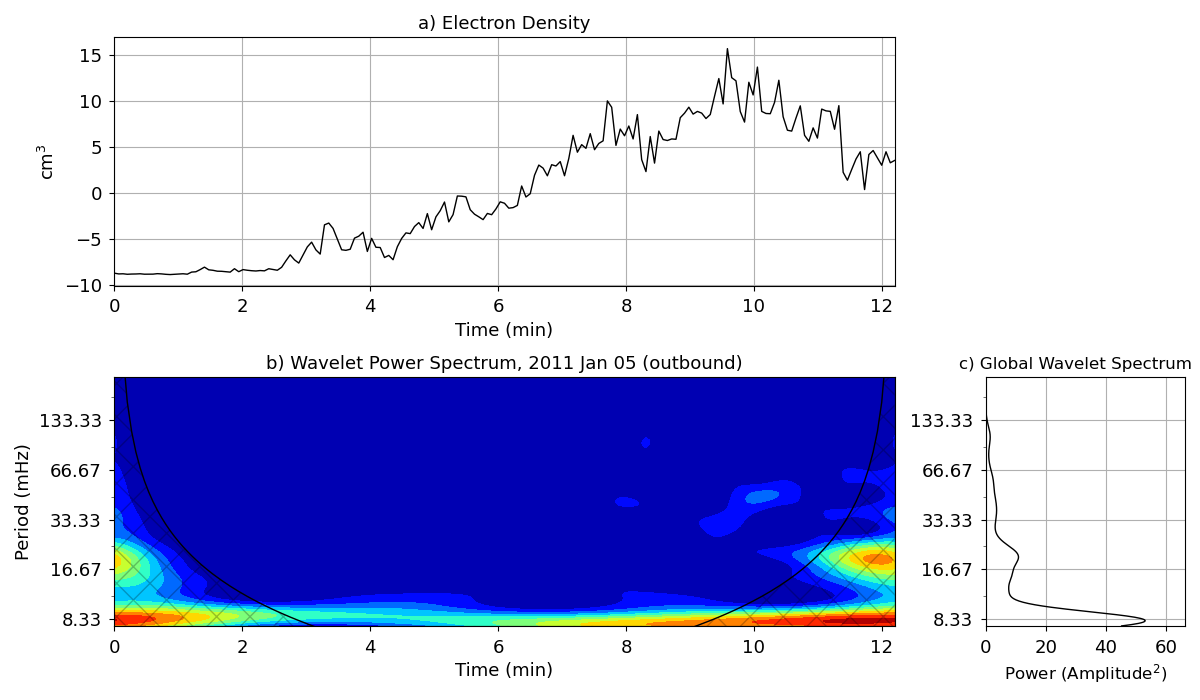 a) Electron Density
15
10
5
0
−5
−10
cm³
0 2 4 6 8 10 12
Time (min)
b) Wavelet Power Spectrum, 2011 Jan 05 (outbound)
133.33
66.67
33.33
16.67
8.33
Period (mHz)
0 2 4 6 8 10 12
Time (min)
c) Global Wavelet Spectrum
133.33
66.67
33.33
16.67
8.33
0 20 40 60
Power (Amplitude²)